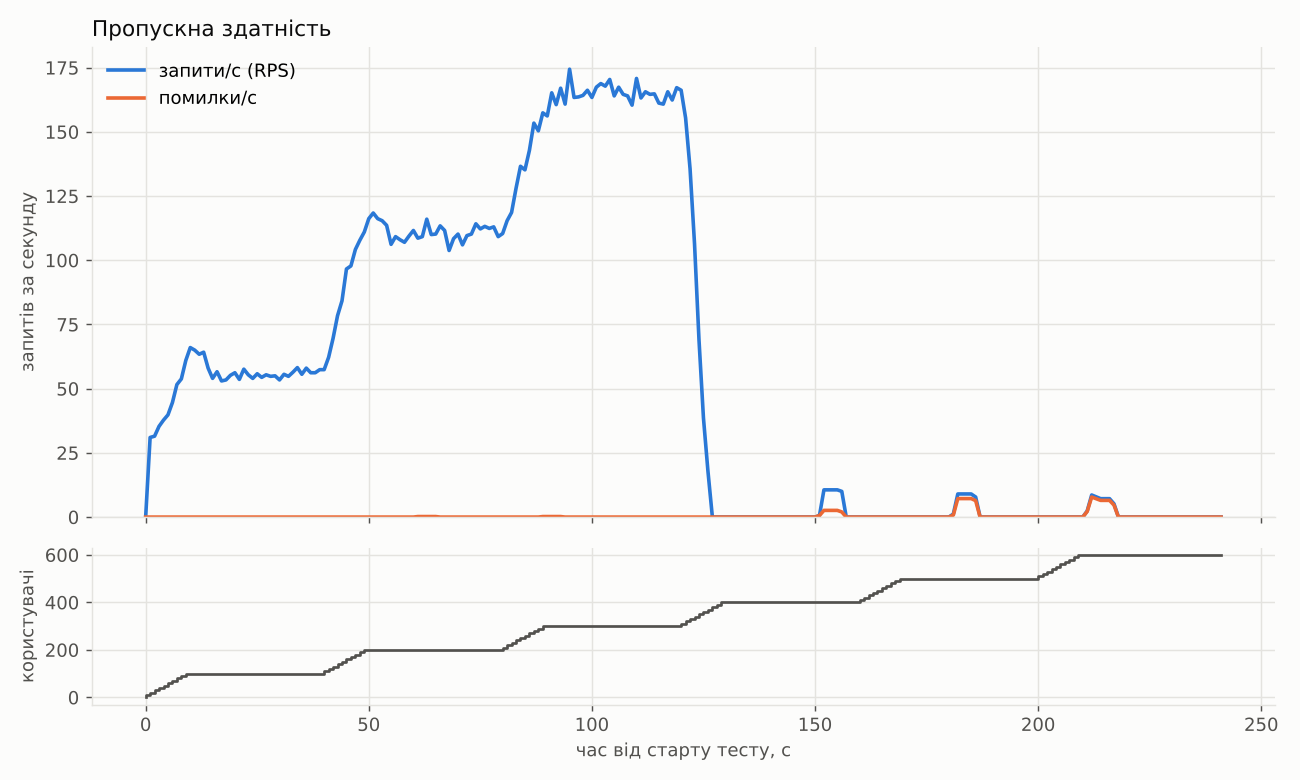 Пропускна здатність
запити/с (RPS)
помилки/с
запитів за секунду
175
150
125
100
75
50
25
0
користувачі
600
400
200
0
0 50 100 150 200 250
час від старту тесту, с